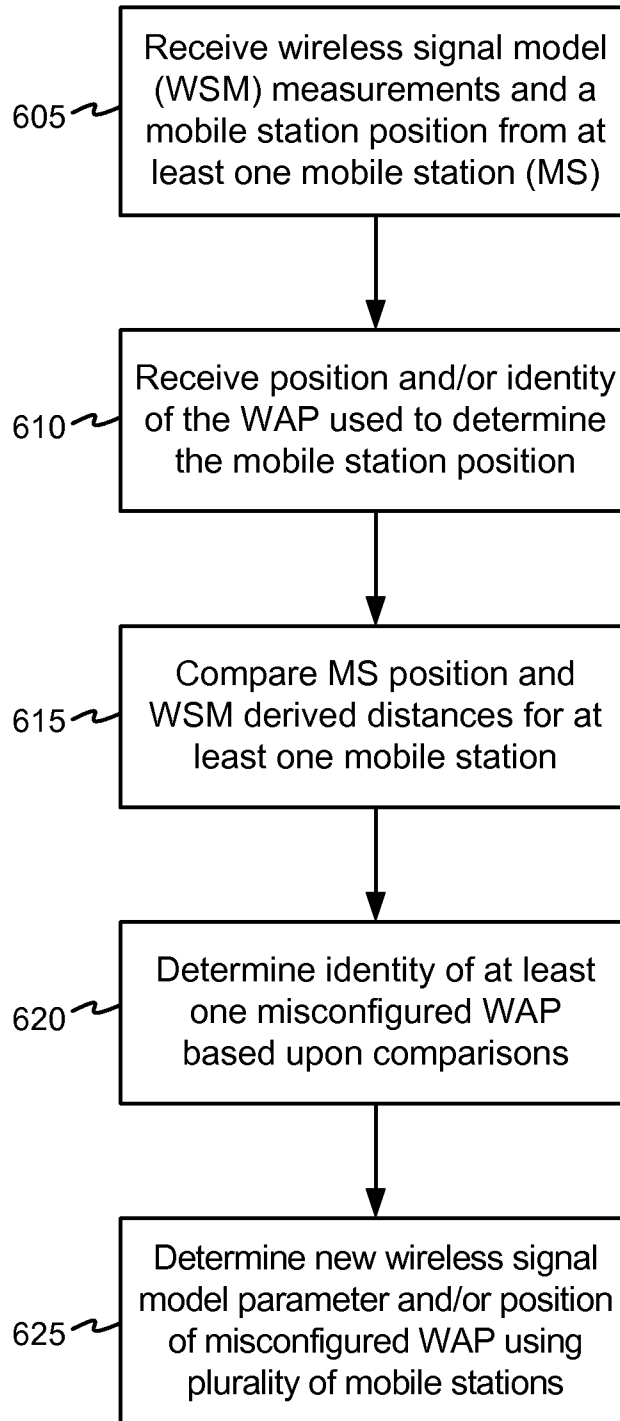 605
Receive wireless signal model
(WSM) measurements and a
mobile station position from at
least one mobile station (MS)
610
Receive position and/or identity
of the WAP used to determine
the mobile station position
615
Compare MS position and
WSM derived distances for at
least one mobile station
620
Determine identity of at least
one misconfigured WAP
based upon comparisons
625
Determine new wireless signal
model parameter and/or position
of misconfigured WAP using
plurality of mobile stations